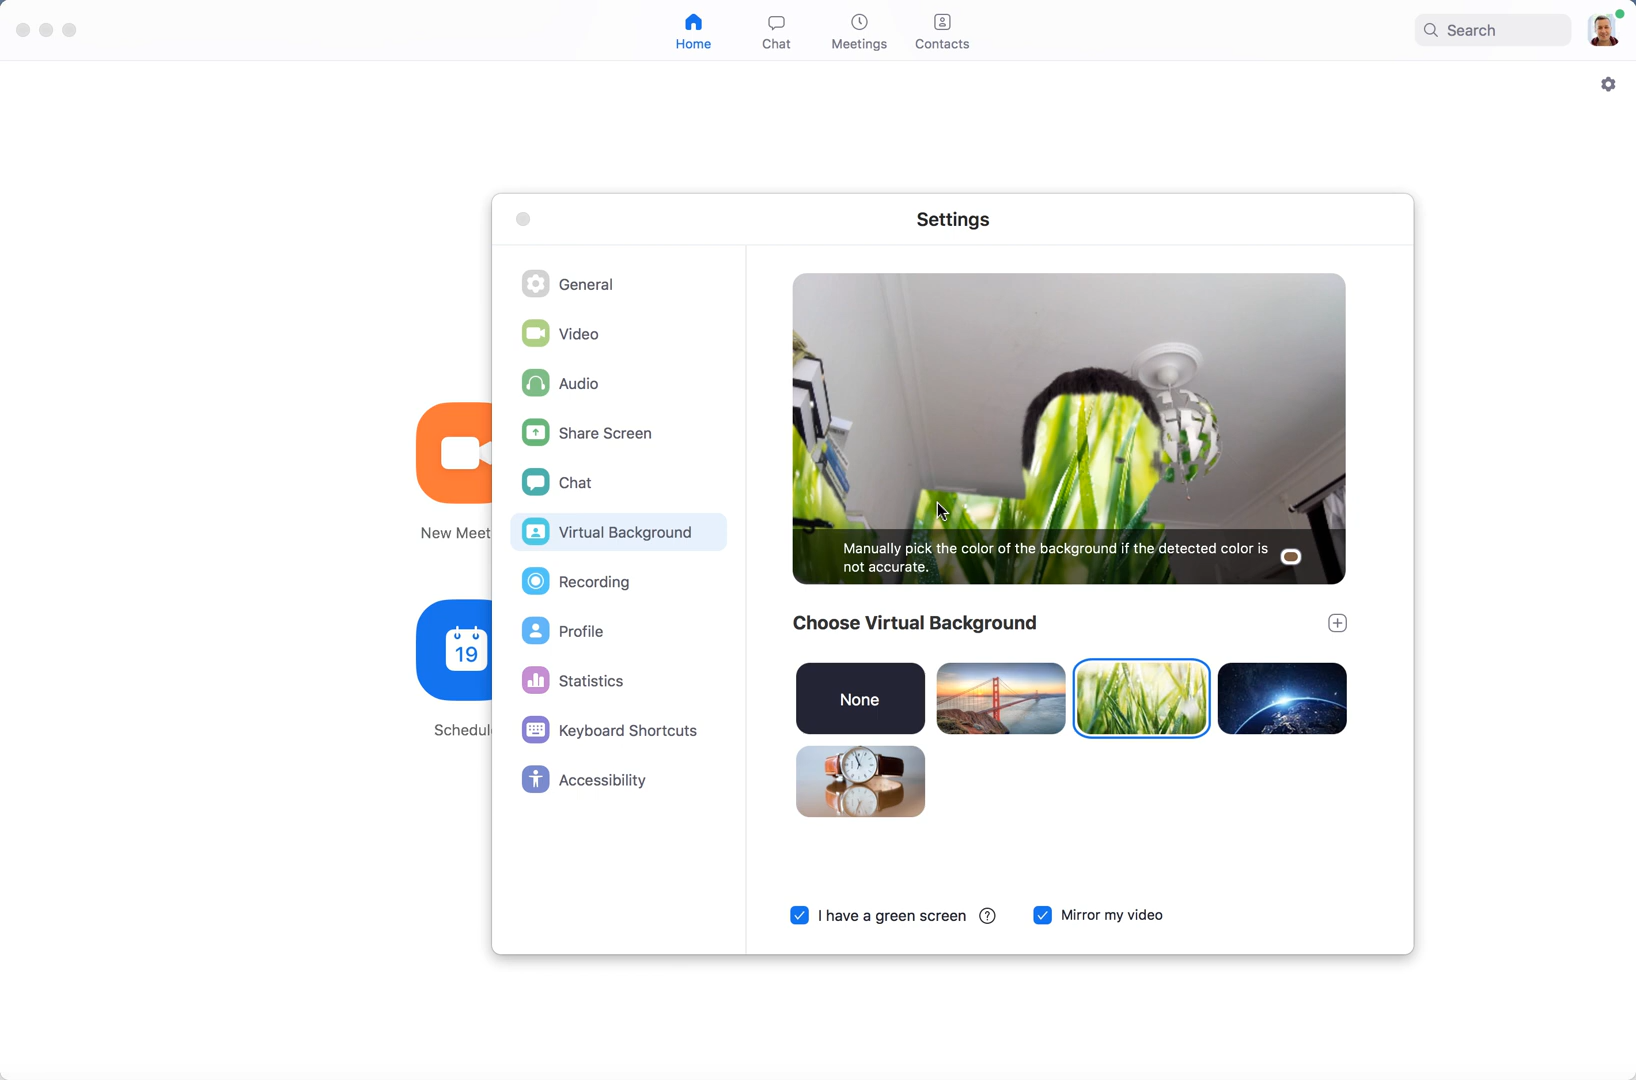 Home
Chat
Meetings
Contacts
Search
Settings
General
Video
Audio
Share Screen
Chat
Virtual Background
Recording
Profile
Statistics
Keyboard Shortcuts
Accessibility
New Meet
19
Schedul
Manually pick the color of the background if the detected color is
not accurate.
Choose Virtual Background
None
I have a green screen
Mirror my video